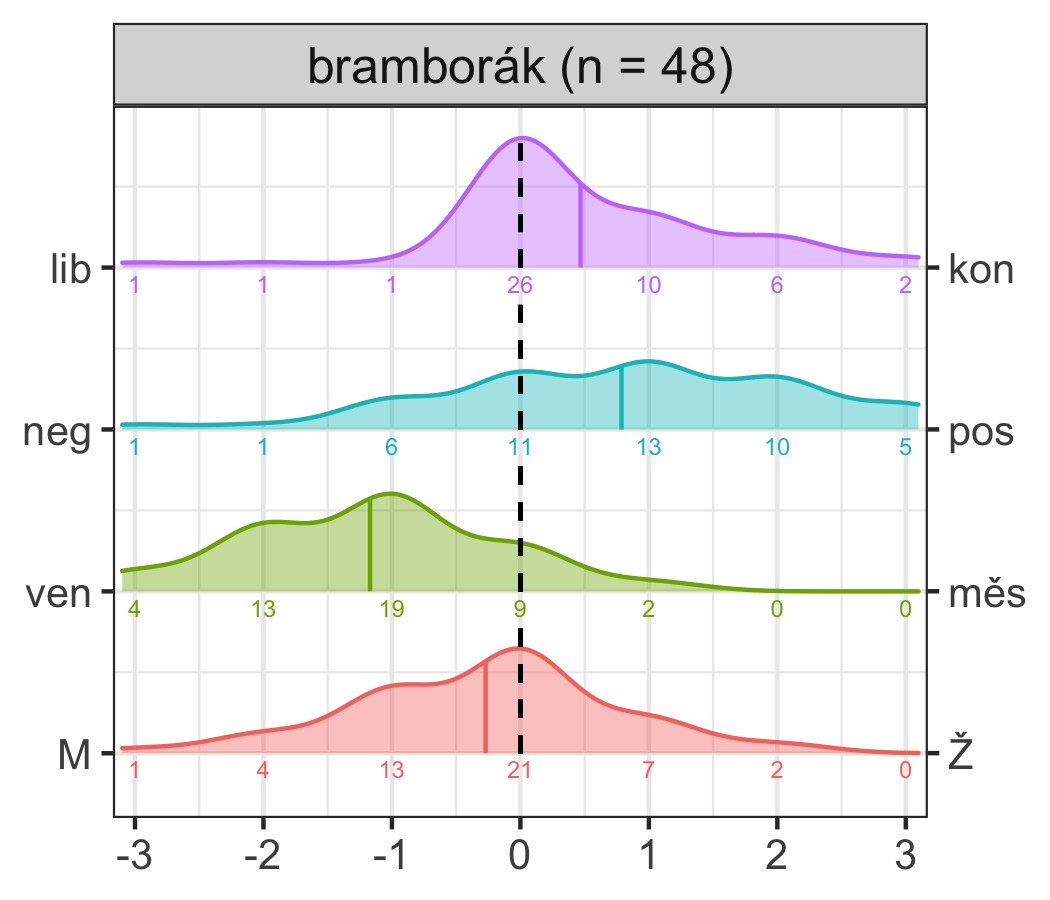 bramborák (n = 48)
lib kon
1 1 1 26 10 6 2
neg pos
1 1 6 11 13 10 5
ven měs
4 13 19 9 2 0 0
M Ž
1 4 13 21 7 2 0
-3 -2 -1 0 1 2 3